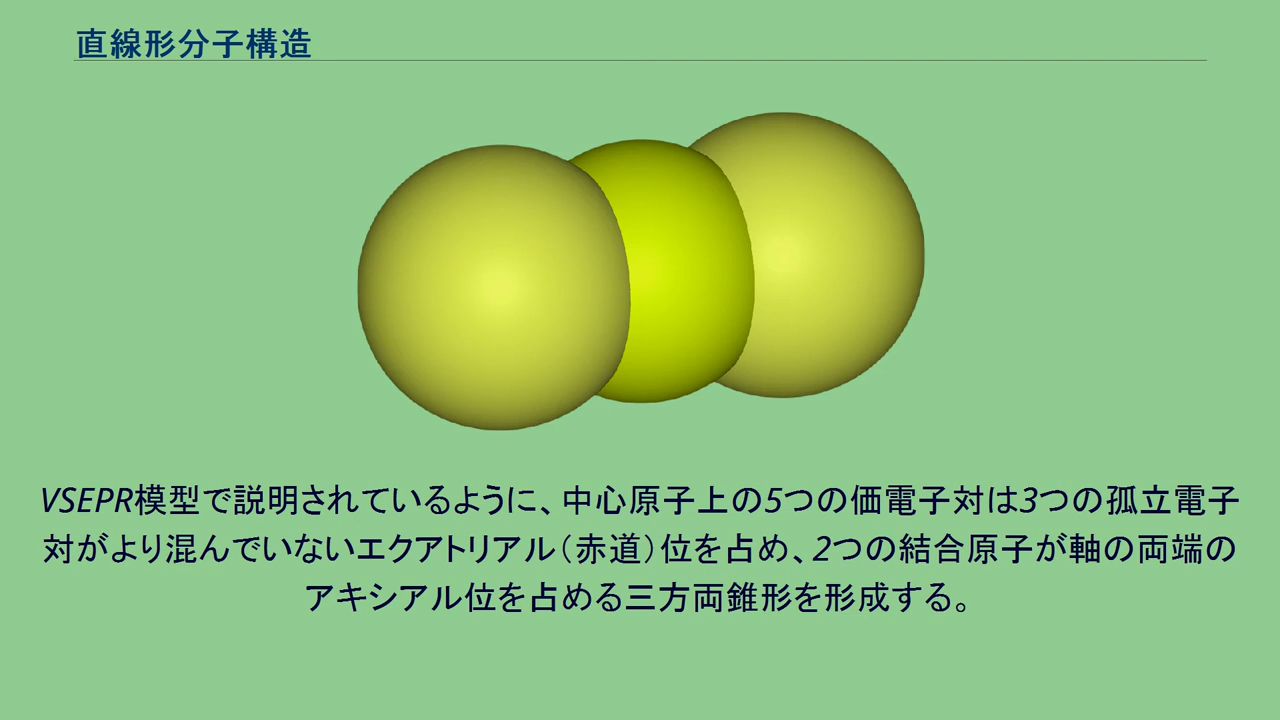 直線形分子構造
VSEPR模型で説明されているように、中心原子上の5つの価電子対は3つの孤立電子
対がより混んでいないエクアトリアル（赤道）位を占め、2つの結合原子が軸の両端の
アキシアル位を占める三方両錐形を形成する。